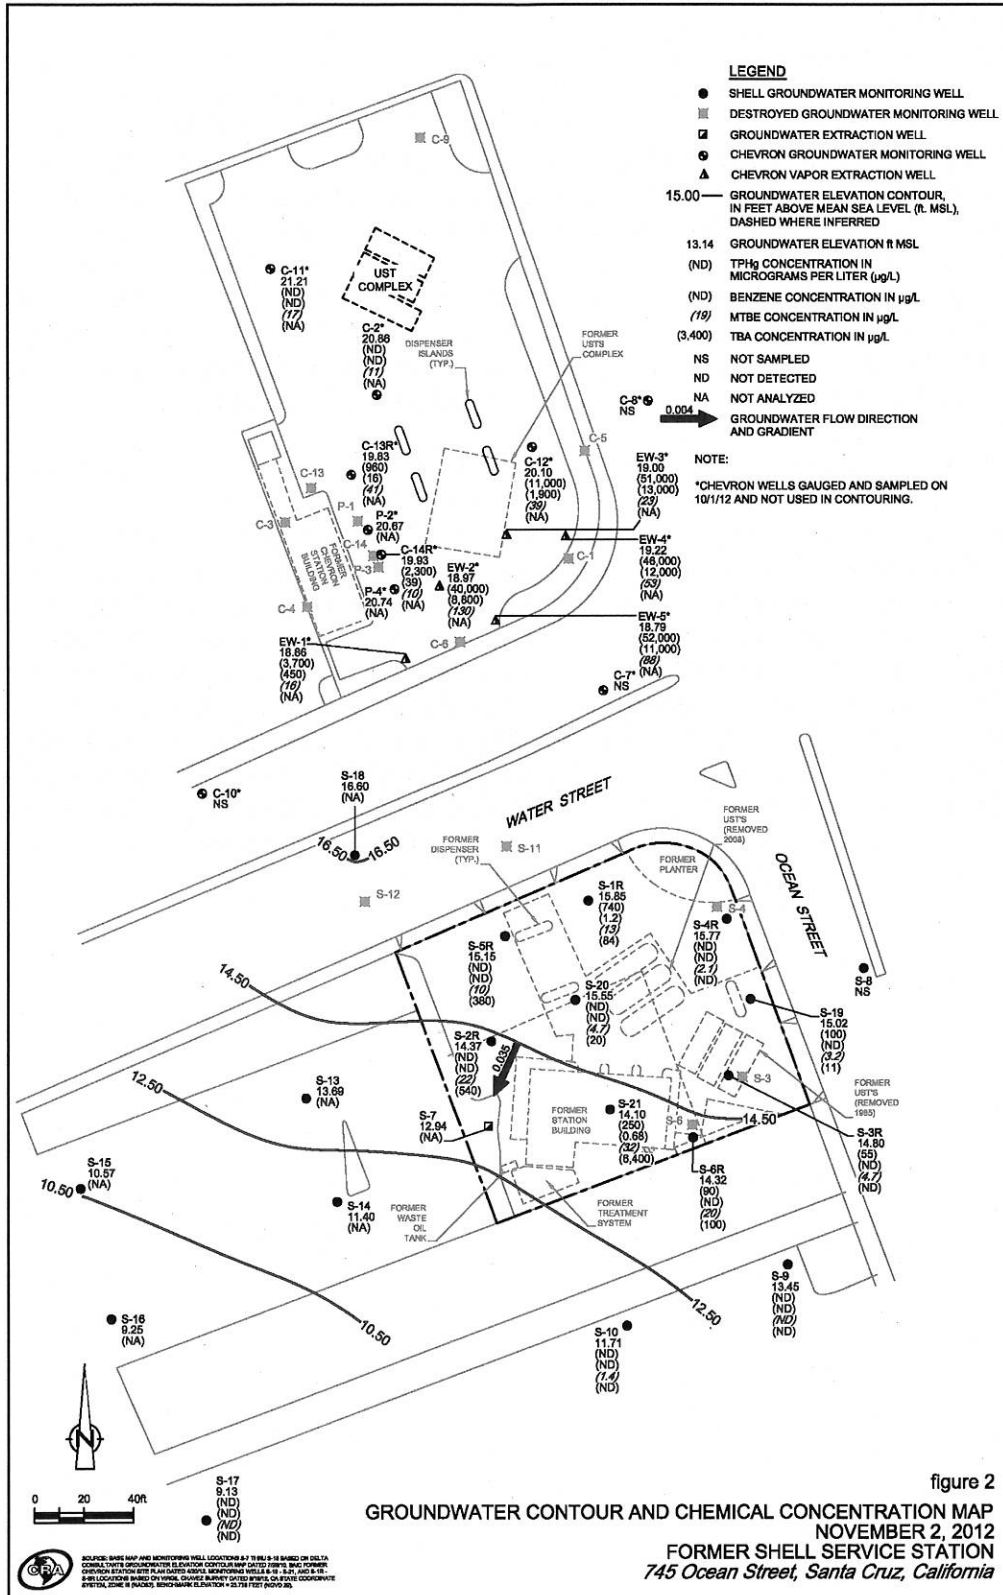 LEGEND
SHELL GROUNDWATER MONITORING WELL
DESTROYED GROUNDWATER MONITORING WELL
GROUNDWATER EXTRACTION WELL
CHEVRON GROUNDWATER MONITORING WELL
CHEVRON VAPOR EXTRACTION WELL
15.00 GROUNDWATER ELEVATION CONTOUR,
IN FEET ABOVE MEAN SEA LEVEL (ft. MSL),
DASHED WHERE INFERRED
13.14 GROUNDWATER ELEVATION ft MSL
(ND) TPHg CONCENTRATION IN
MICROGRAMS PER LITER (µg/L)
(ND) BENZENE CONCENTRATION IN µg/L
(19) MTBE CONCENTRATION IN µg/L
(3,400) TBA CONCENTRATION IN µg/L
NS NOT SAMPLED
ND NOT DETECTED
NA NOT ANALYZED
0.004 GROUNDWATER FLOW DIRECTION
AND GRADIENT
NOTE:
*CHEVRON WELLS GAUGED AND SAMPLED ON
10/1/12 AND NOT USED IN CONTOURING.
C-9
UST
COMPLEX
C-11*
21.21
(ND)
(ND)
(17)
(NA)
C-2*
20.86
(ND)
(ND)
(11)
(NA)
DISPENSER
ISLANDS
(TYP.)
FORMER
USTS
COMPLEX
C-8*
NS
C-5
C-13R*
19.83
(960)
(16)
(41)
(NA)
C-12*
20.10
(11,000)
(1,900)
(39)
(NA)
EW-3*
19.00
(51,000)
(13,000)
(23)
(NA)
C-13
P-1
C-3
P-2*
20.67
(NA)
C-14
P-3
C-14R*
19.93
(2,300)
(39)
(10)
(NA)
EW-4*
19.22
(46,000)
(12,000)
(53)
(NA)
C-1
FORMER
CHEVRON
STATION
BUILDING
P-4*
20.74
(NA)
EW-2*
18.97
(40,000)
(8,800)
(130)
(NA)
C-4
C-6
EW-5*
18.79
(52,000)
(11,000)
(88)
(NA)
EW-1*
18.86
(3,700)
(450)
(16)
(NA)
C-7*
NS
C-10*
NS
S-18
16.60
(NA)
16.50 16.50
WATER STREET
OCEAN STREET
FORMER
DISPENSER
(TYP.)
S-11
S-12
FORMER
UST'S
(REMOVED
2008)
FORMER
PLANTER
S-1R
15.85
(740)
(1.2)
(13)
(84)
S-4
S-4R
15.77
(ND)
(ND)
(2.1)
(ND)
S-5R
15.15
(ND)
(ND)
(10)
(380)
S-8
NS
14.50
S-20
15.55
(ND)
(ND)
(4.7)
(20)
S-19
15.02
(100)
(ND)
(3.2)
(11)
S-2R
14.37
(ND)
(ND)
(22)
(540)
0.035
12.50
S-13
13.69
(NA)
S-3
FORMER
UST'S
(REMOVED
1985)
S-7
12.94
(NA)
FORMER
STATION
BUILDING
S-21
14.10
(250)
(0.68)
(32)
(8,400)
S-6
14.50
S-3R
14.80
(55)
(ND)
(4.7)
(ND)
S-6R
14.32
(90)
(ND)
(20)
(100)
S-15
10.57
(NA)
10.50
S-14
11.40
(NA)
FORMER
WASTE
OIL
TANK
FORMER
TREATMENT
SYSTEM
S-9
13.45
(ND)
(ND)
(ND)
(ND)
12.50
S-16
9.25
(NA)
10.50
S-10
11.71
(ND)
(ND)
(1.4)
(ND)
N
S-17
9.13
(ND)
(ND)
(ND)
(ND)
0 20 40ft
CRA
figure 2
GROUNDWATER CONTOUR AND CHEMICAL CONCENTRATION MAP
NOVEMBER 2, 2012
FORMER SHELL SERVICE STATION
745 Ocean Street, Santa Cruz, California